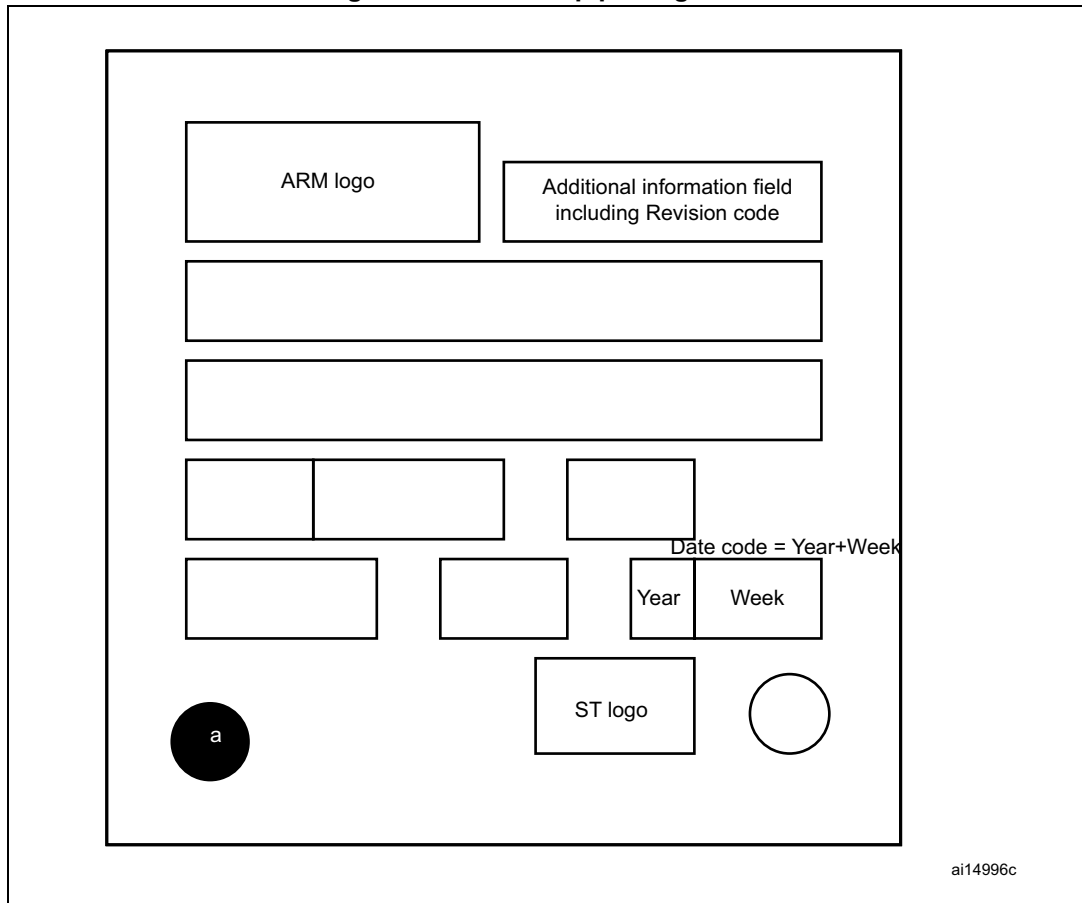 ARM logo
Additional information field
including Revision code
Date code = Year+Week
Year Week
ST logo
a
ai14996c